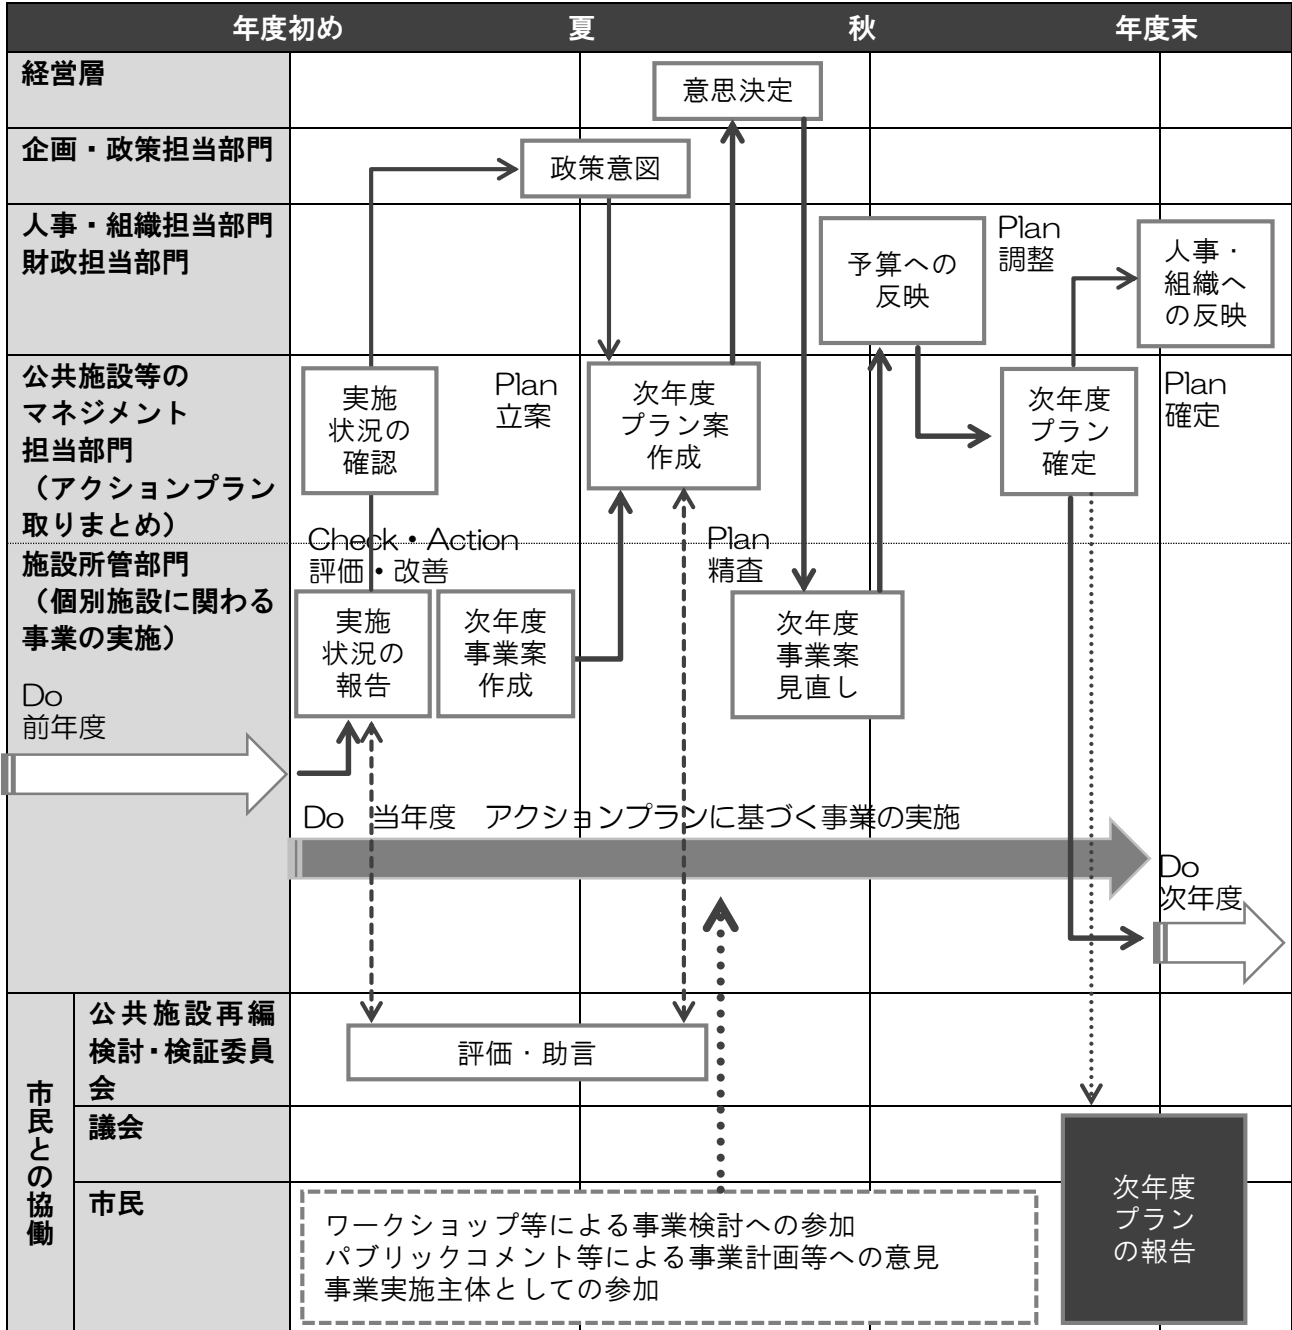 年度初め 夏 秋 年度末
経営層
意思決定
企画・政策担当部門
政策意図
人事・組織担当部門
財政担当部門
予算への
反映
Plan
調整
人事・
組織へ
の反映
公共施設等の
マネジメント
担当部門
（アクションプラン
取りまとめ）
実施
状況の
確認
Plan
立案
次年度
プラン案
作成
次年度
プラン
確定
Plan
確定
施設所管部門
（個別施設に関わる
事業の実施）
Check・Action
評価・改善
実施
状況の
報告
次年度
事業案
作成
Plan
精査
次年度
事業案
見直し
Do
前年度
Do　当年度　アクションプランに基づく事業の実施
Do
次年度
市民との協働
公共施設再編
検討・検証委員
会
評価・助言
議会
市民
ワークショップ等による事業検討への参加
パブリックコメント等による事業計画等への意見
事業実施主体としての参加
次年度
プラン
の報告